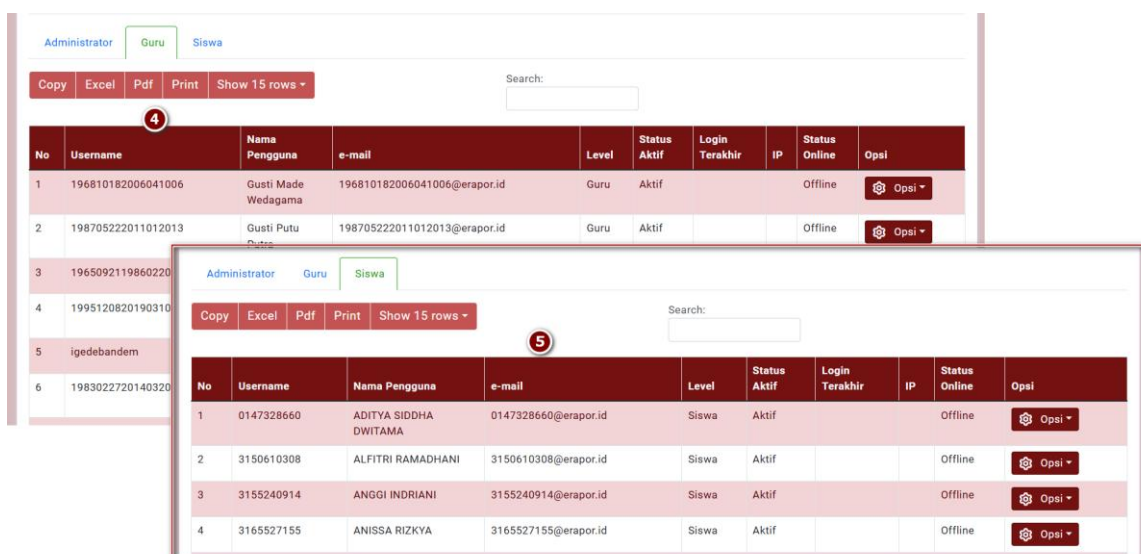 Administrator Guru Siswa
Copy Excel Pdf Print Show 15 rows
Search:
4
No Username Nama Pengguna e-mail Level Status Aktif Login Terakhir IP Status Online Opsi
1 196810182006041006 Gusti Made Wedagama 196810182006041006@erapor.id Guru Aktif Offline Opsi
2 198705222011012013 Gusti Putu 198705222011012013@erapor.id Guru Aktif Offline Opsi
3 1965092119860220
4 1995120820190310
5 igedebandem
6 1983022720140320
Administrator Guru Siswa
Copy Excel Pdf Print Show 15 rows
Search:
5
No Username Nama Pengguna e-mail Level Status Aktif Login Terakhir IP Status Online Opsi
1 0147328660 ADITYA SIDDHA DWITAMA 0147328660@erapor.id Siswa Aktif Offline Opsi
2 3150610308 ALFITRI RAMADHANI 3150610308@erapor.id Siswa Aktif Offline Opsi
3 3155240914 ANGGI INDRIANI 3155240914@erapor.id Siswa Aktif Offline Opsi
4 3165527155 ANISSA RIZKYA 3165527155@erapor.id Siswa Aktif Offline Opsi